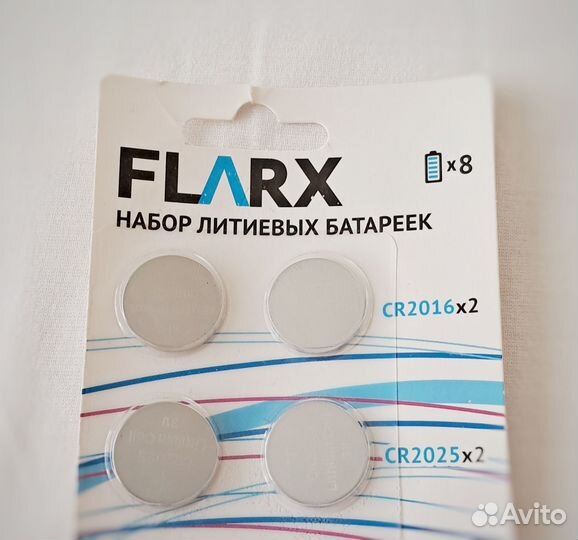 FLARX
x8
НАБОР ЛИТИЕВЫХ БАТАРЕЕК
CR2016x2
CR2025x2
Avito